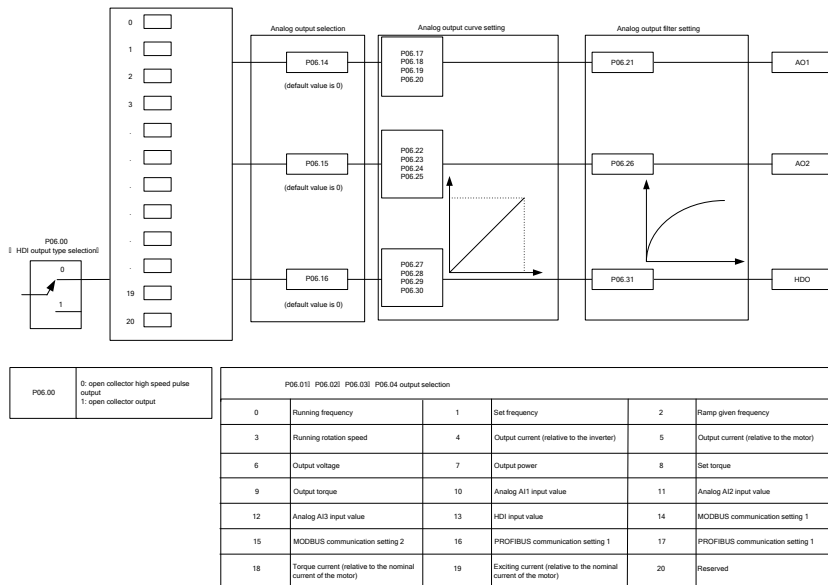 Analog output selection
Analog output curve setting
Analog output filter setting
0
1
2
3
.
.
.
.
.
.
19
20
P06.14
(default value is 0)
P06.17
P06.18
P06.19
P06.20
P06.21
AO1
P06.15
(default value is 0)
P06.22
P06.23
P06.24
P06.25
P06.26
AO2
P06.16
(default value is 0)
P06.27
P06.28
P06.29
P06.30
P06.31
HDO
P06.00
HDI output type selection
0
1
P06.00
0: open collector high speed pulse
output
1: open collector output
P06.01 P06.02 P06.03 P06.04 output selection
0 Running frequency 1 Set frequency 2 Ramp given frequency
3 Running rotation speed 4 Output current (relative to the inverter) 5 Output current (relative to the motor)
6 Output voltage 7 Output power 8 Set torque
9 Output torque 10 Analog AI1 input value 11 Analog AI2 input value
12 Analog AI3 input value 13 HDI input value 14 MODBUS communication setting 1
15 MODBUS communication setting 2 16 PROFIBUS communication setting 1 17 PROFIBUS communication setting 1
18 Torque current (relative to the nominal
current of the motor)
19 Exciting current (relative to the nominal
current of the motor)
20 Reserved